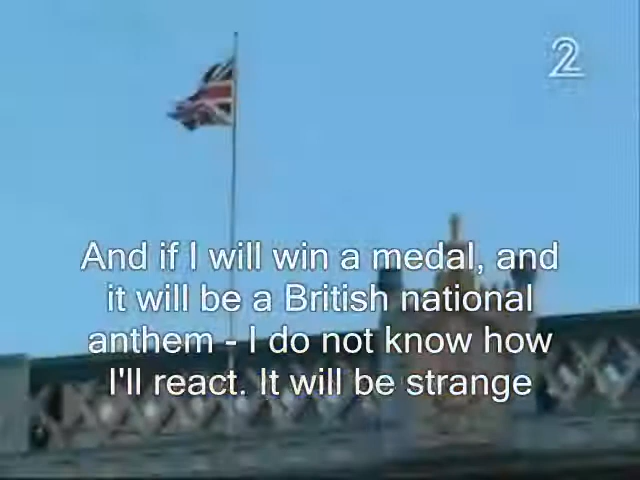 2
And if I will win a medal, and
it will be a British national
anthem - I do not know how
I'll react. It will be strange